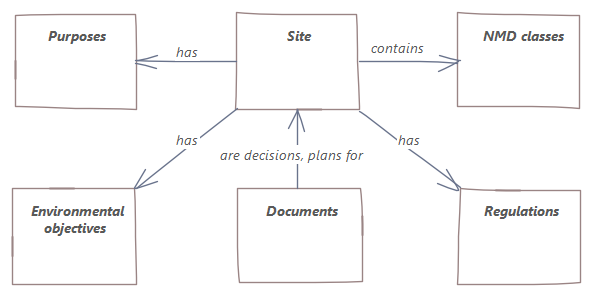 Purposes
has
Site
contains
NMD classes
has
are decisions, plans for
has
Environmental
objectives
Documents
Regulations